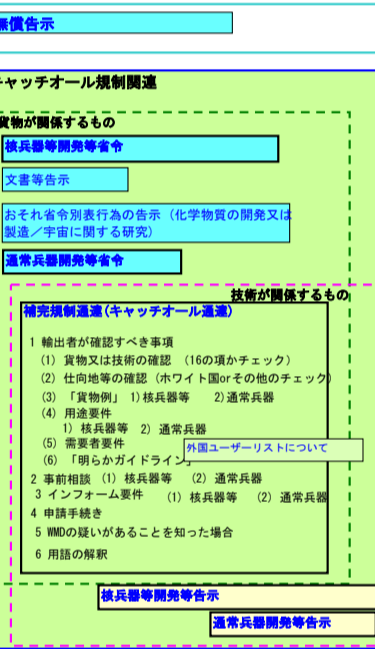 無償告示
キャッチオール規制関連
貨物が関係するもの
核兵器等開発等省令
文書等告示
おそれ省令別表行為の告示（化学物質の開発又は
製造／宇宙に関する研究）
通常兵器開発等省令
技術が関係するもの
補完規制通達(キャッチオール通達)
1 輸出者が確認すべき事項
(1) 貨物又は技術の確認 （16の項かチェック）
(2) 仕向地等の確認（ホワイト国orその他のチェック）
(3) 「貨物例」 1)核兵器等 2)通常兵器
(4) 用途要件
1) 核兵器等 2) 通常兵器
(5) 需要者要件
外国ユーザーリストについて
(6) 「明らかガイドライン」
2 事前相談 (1) 核兵器等 (2) 通常兵器
3 インフォーム要件 (1) 核兵器等 (2) 通常兵器
4 申請手続き
5 WMDの疑いがあることを知った場合
6 用語の解釈
核兵器等開発等告示
通常兵器開発等告示